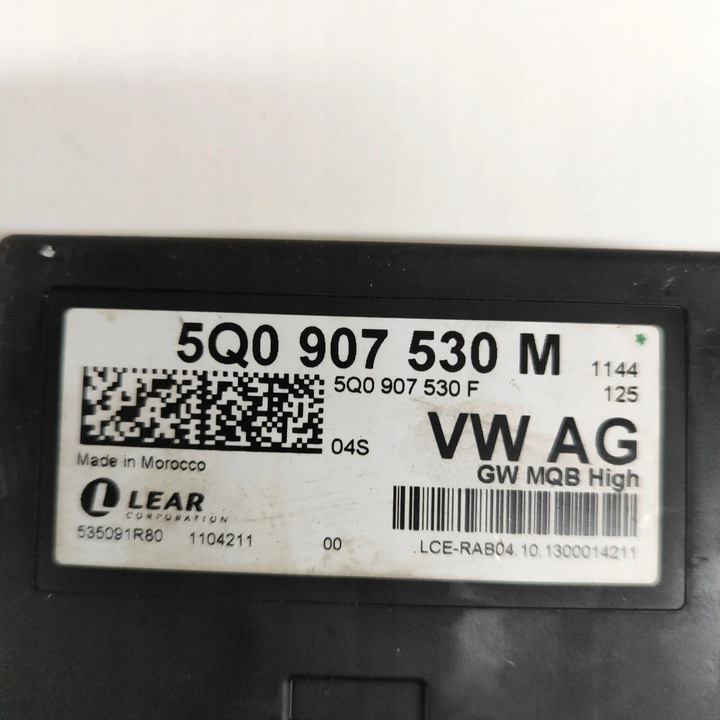 5Q0 907 530 M
1144
5Q0 907 530 F
125
04S
VW AG
Made in Morocco
GW MQB High
LEAR
CORPORATION
535091R80 1104211 00
LCE-RAB04.10.1300014211